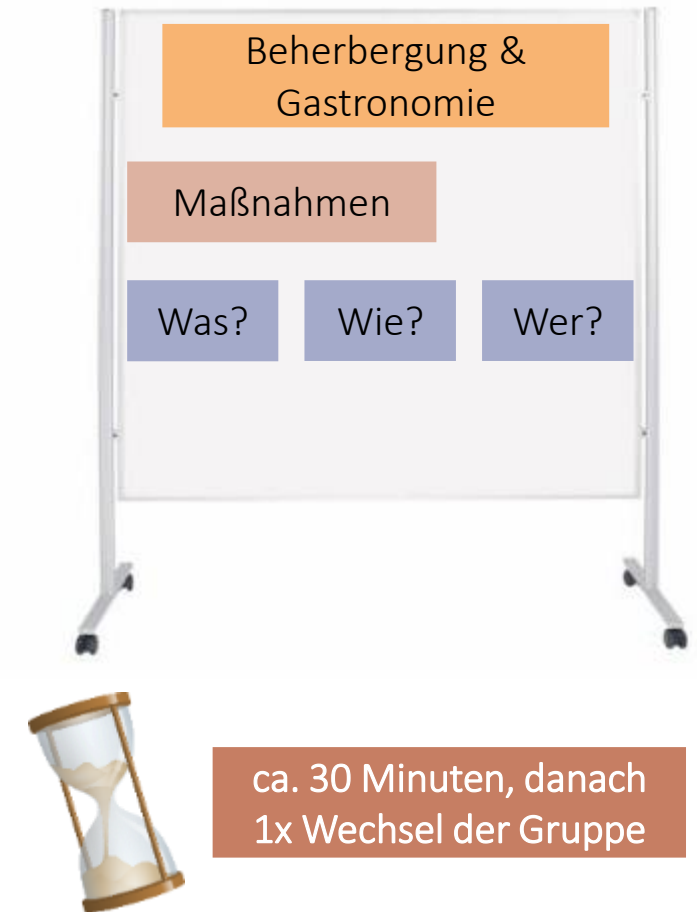 Beherbergung &
Gastronomie
Maßnahmen
Was?
Wie?
Wer?
ca. 30 Minuten, danach
1x Wechsel der Gruppe